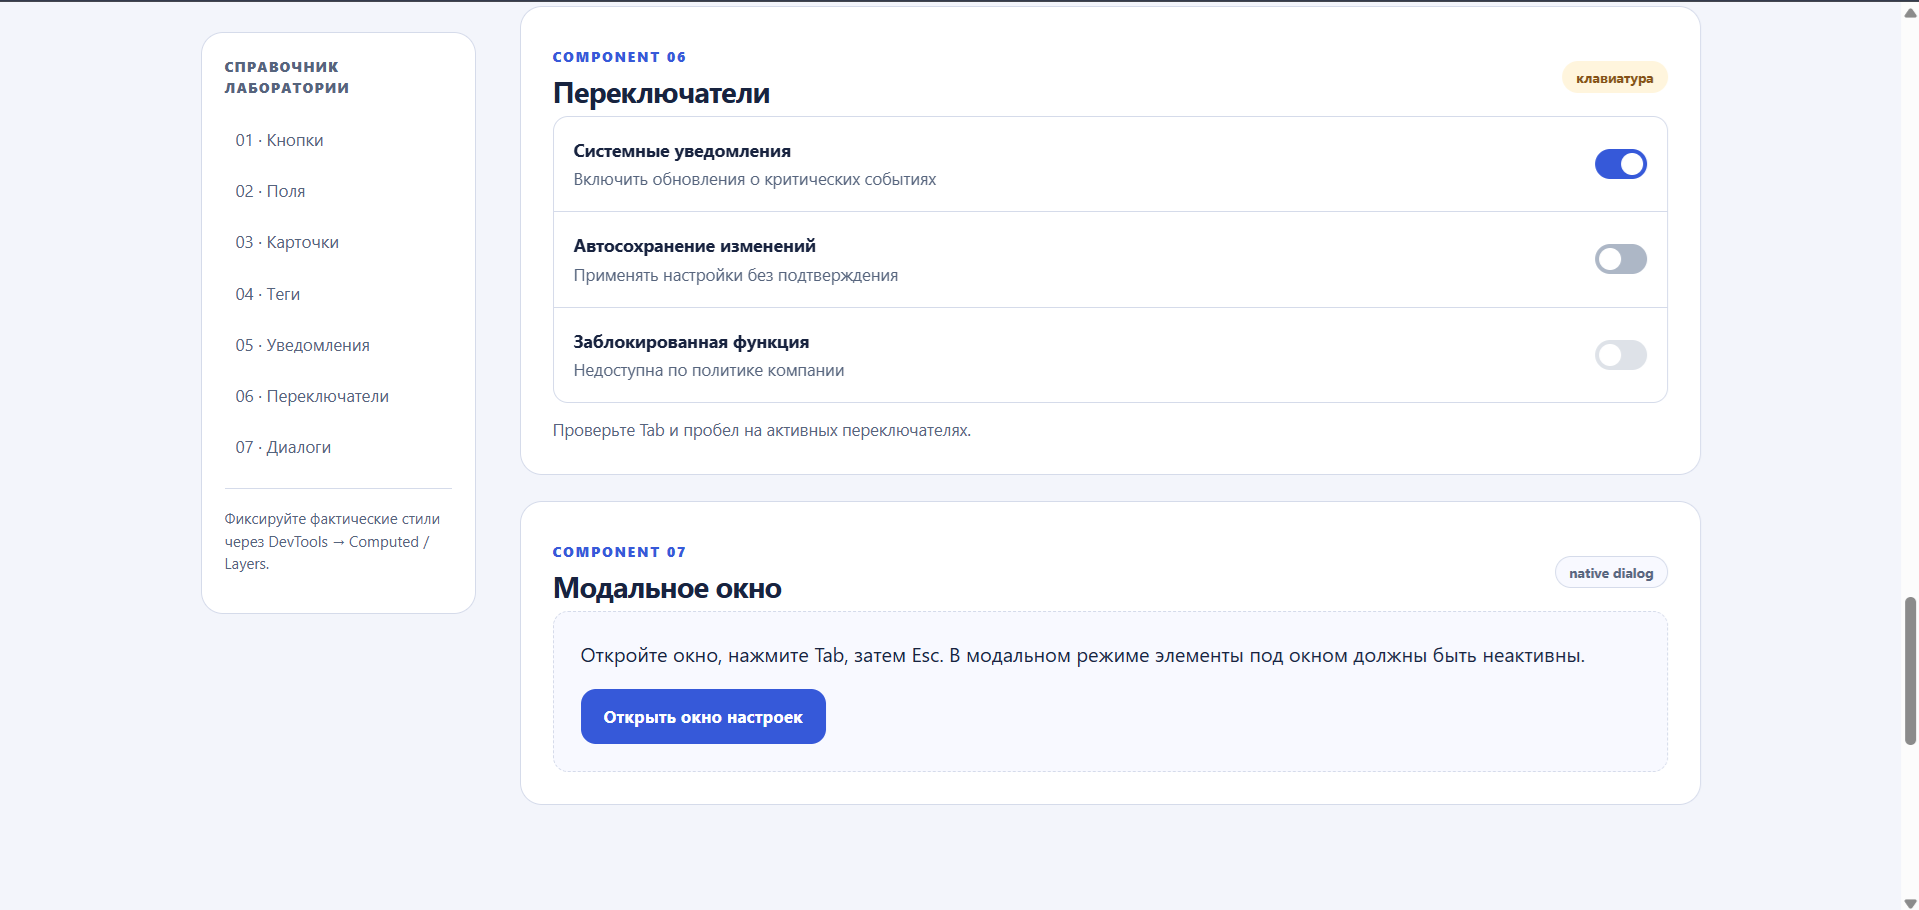 СПРАВОЧНИК
ЛАБОРАТОРИИ
01 · Кнопки
02 · Поля
03 · Карточки
04 · Теги
05 · Уведомления
06 · Переключатели
07 · Диалоги
Фиксируйте фактические стили
через DevTools → Computed /
Layers.
COMPONENT 06
Переключатели
клавиатура
Системные уведомления
Включить обновления о критических событиях
Автосохранение изменений
Применять настройки без подтверждения
Заблокированная функция
Недоступна по политике компании
Проверьте Tab и пробел на активных переключателях.
COMPONENT 07
Модальное окно
native dialog
Откройте окно, нажмите Tab, затем Esc. В модальном режиме элементы под окном должны быть неактивны.
Открыть окно настроек